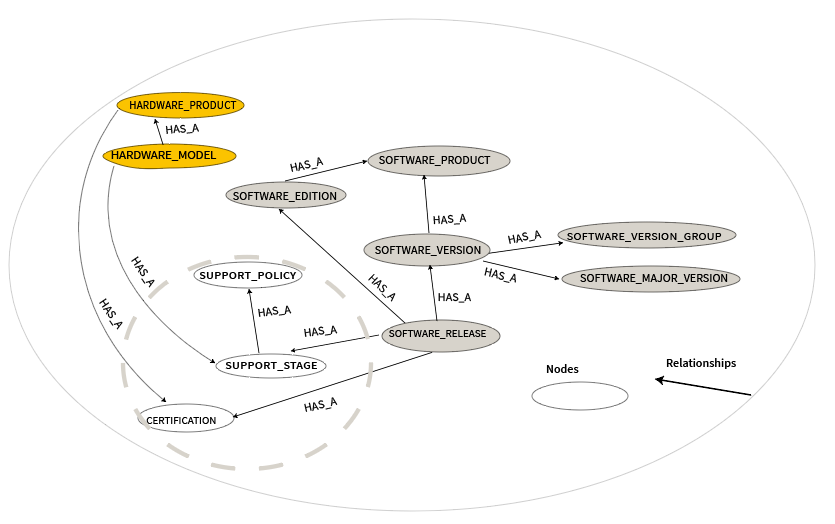 HARDWARE_PRODUCT
HAS_A
HARDWARE_MODEL
SOFTWARE_PRODUCT
HAS_A
SOFTWARE_EDITION
HAS_A
HAS_A
SOFTWARE_VERSION_GROUP
SOFTWARE_VERSION
HAS_A
SOFTWARE_MAJOR_VERSION
HAS_A
SUPPORT_POLICY
HAS_A
HAS_A
HAS_A
HAS_A
HAS_A
SOFTWARE_RELEASE
HAS_A
SUPPORT_STAGE
Nodes
Relationships
HAS_A
CERTIFICATION